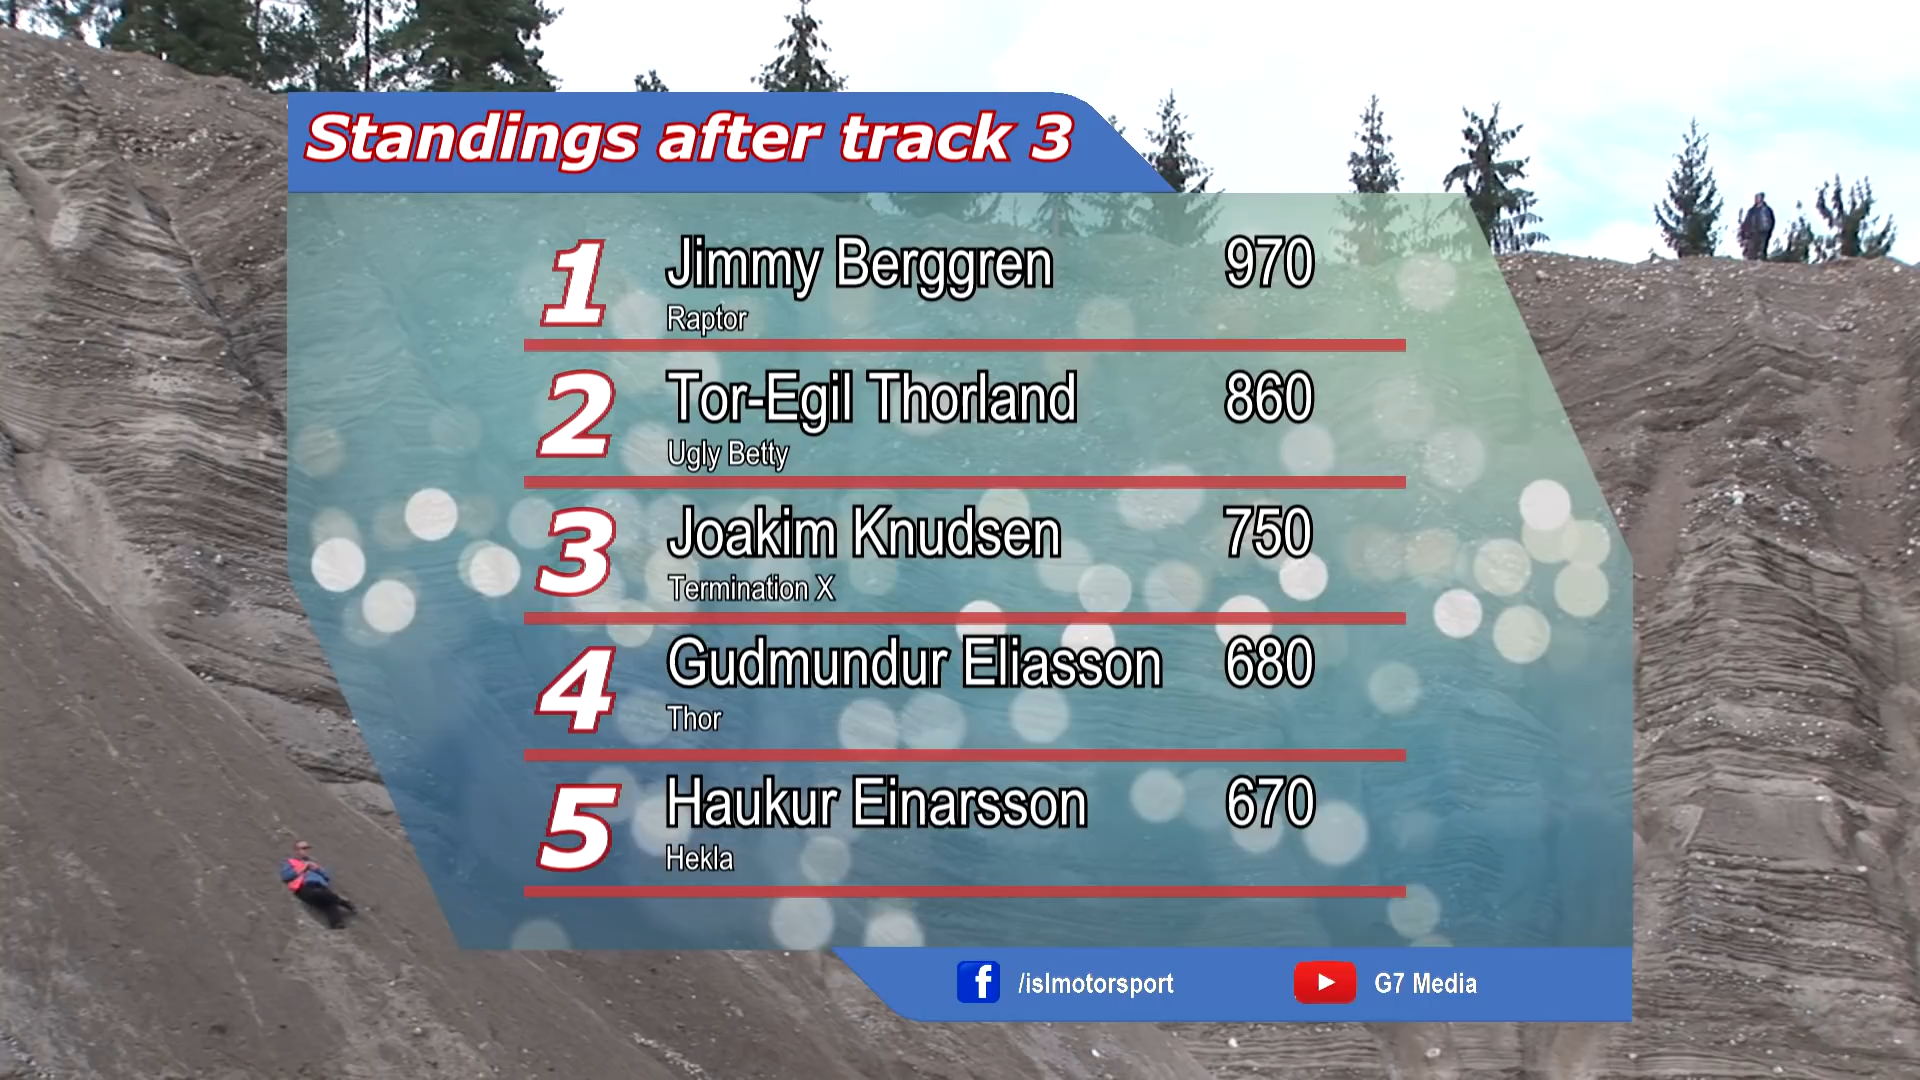 Standings after track 3
1 Jimmy Berggren 970
Raptor
2 Tor-Egil Thorland 860
Ugly Betty
3 Joakim Knudsen 750
Termination X
4 Gudmundur Eliasson 680
Thor
5 Haukur Einarsson 670
Hekla
f /islmotorsport G7 Media